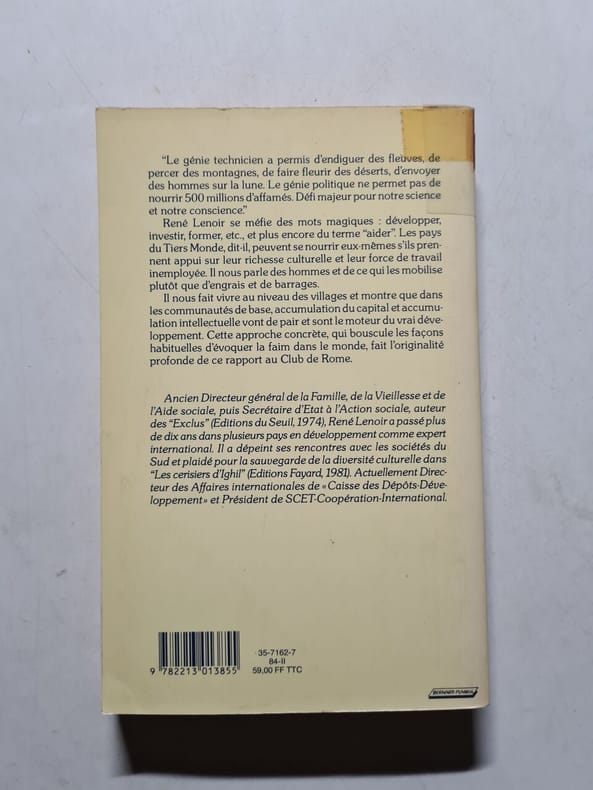 “Le génie technicien a permis d'endiguer des fleuves, de
percer des montagnes, de faire fleurir des déserts, d'envoyer
des hommes sur la lune. Le génie politique ne permet pas de
nourrir 500 millions d'affamés. Défi majeur pour notre science
et notre conscience.”
René Lenoir se méfie des mots magiques : développer,
investir, former, etc., et plus encore du terme “aider”. Les pays
du Tiers Monde, dit-il, peuvent se nourrir eux-mêmes s'ils pren-
nent appui sur leur richesse culturelle et leur force de travail
inemployée. Il nous parle des hommes et de ce qui les mobilise
plutôt que d'engrais et de barrages.
Il nous fait vivre au niveau des villages et montre que dans
les communautés de base, accumulation du capital et accumu-
lation intellectuelle vont de pair et sont le moteur du vrai déve-
loppement. Cette approche concrète, qui bouscule les façons
habituelles d'évoquer la faim dans le monde, fait l'originalité
profonde de ce rapport au Club de Rome.
Ancien Directeur général de la Famille, de la Vieillesse et de
l'Aide sociale, puis Secrétaire d'Etat à l'Action sociale, auteur
des “Exclus” (Editions du Seuil, 1974), René Lenoir a passé plus
de dix ans dans plusieurs pays en développement comme expert
international. Il a dépeint ses rencontres avec les sociétés du
Sud et plaidé pour la sauvegarde de la diversité culturelle dans
“Les cerisiers d'Ighil” (Editions Fayard, 1981). Actuellement Direc-
teur des Affaires internationales de «Caisse des Dépôts-Déve-
loppement» et Président de SCET-Coopération-International.
35-7162-7
84-II
59,00 FF TTC
9 782213 013855